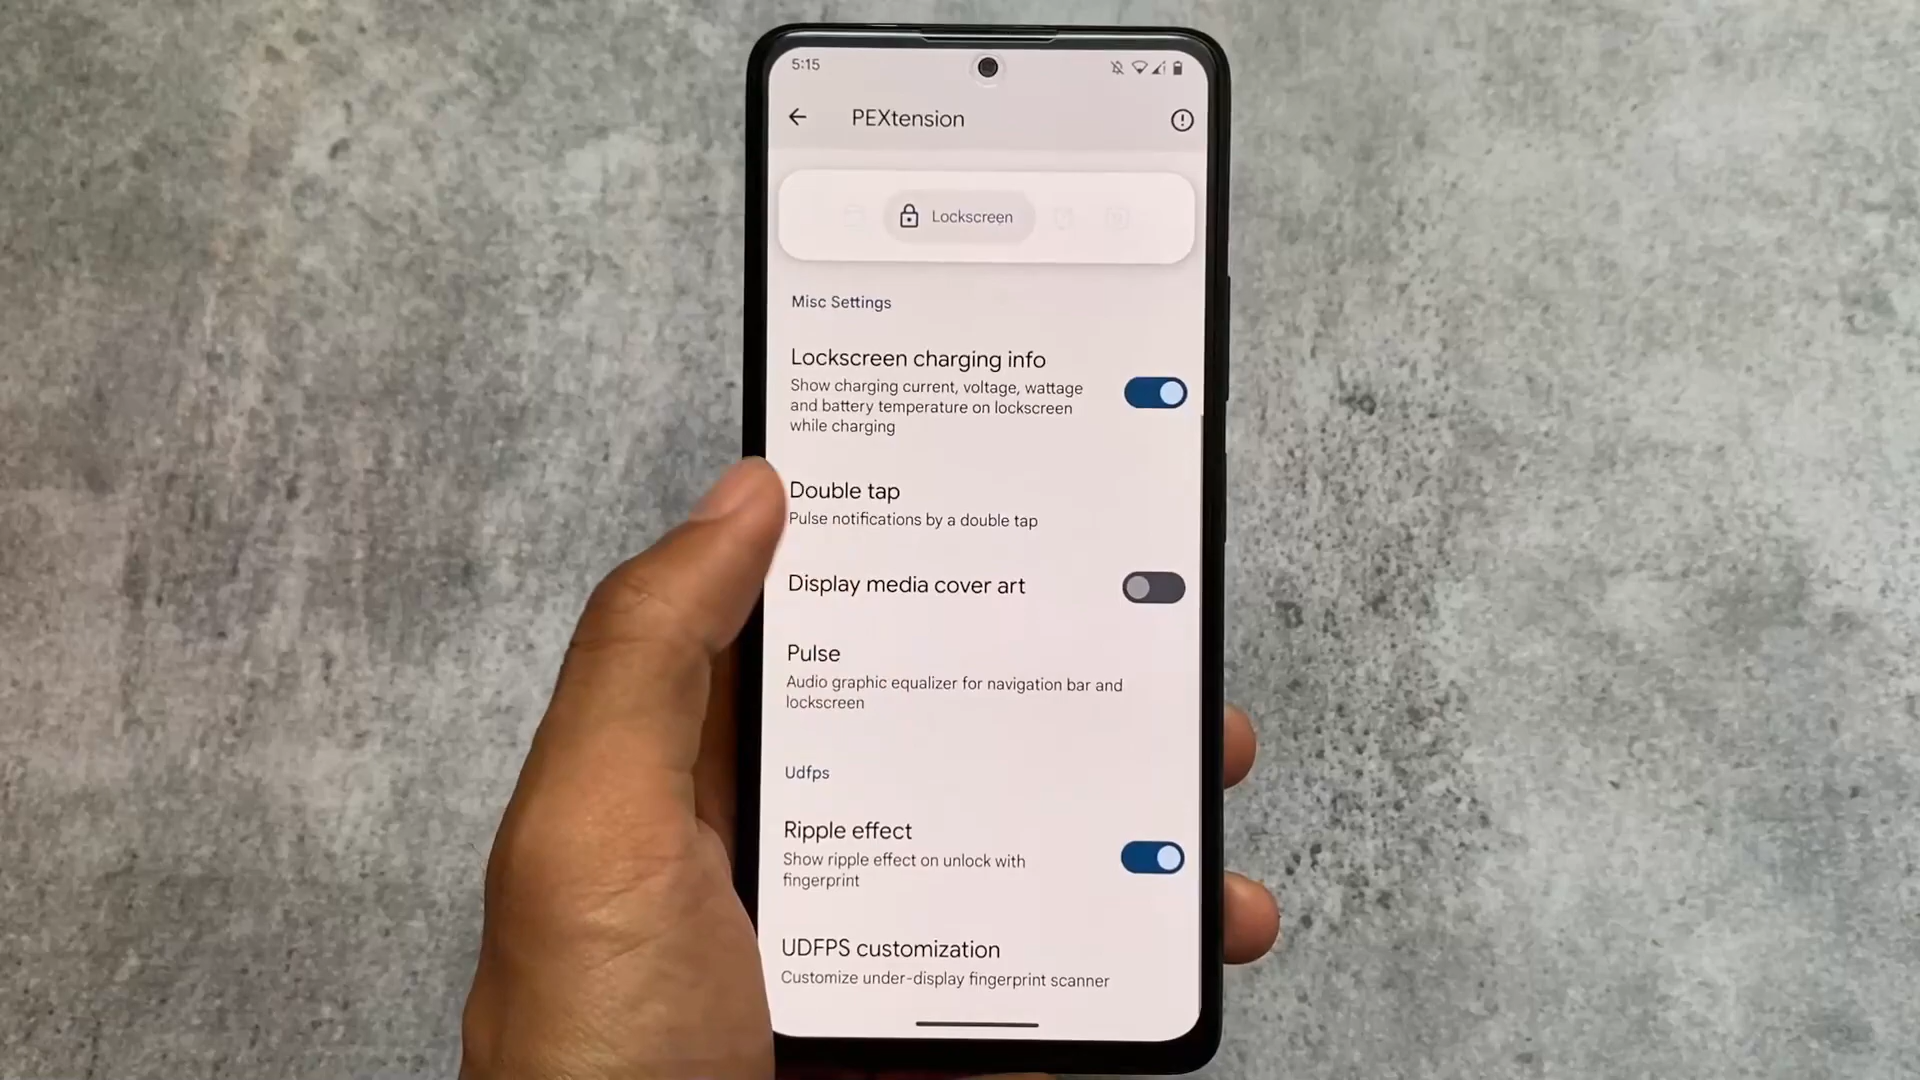 5:15
PEXtension
Lockscreen
Misc Settings
Lockscreen charging info
Show charging current, voltage, wattage
and battery temperature on lockscreen
while charging
Double tap
Pulse notifications by a double tap
Display media cover art
Pulse
Audio graphic equalizer for navigation bar and
lockscreen
Udfps
Ripple effect
Show ripple effect on unlock with
fingerprint
UDFPS customization
Customize under-display fingerprint scanner